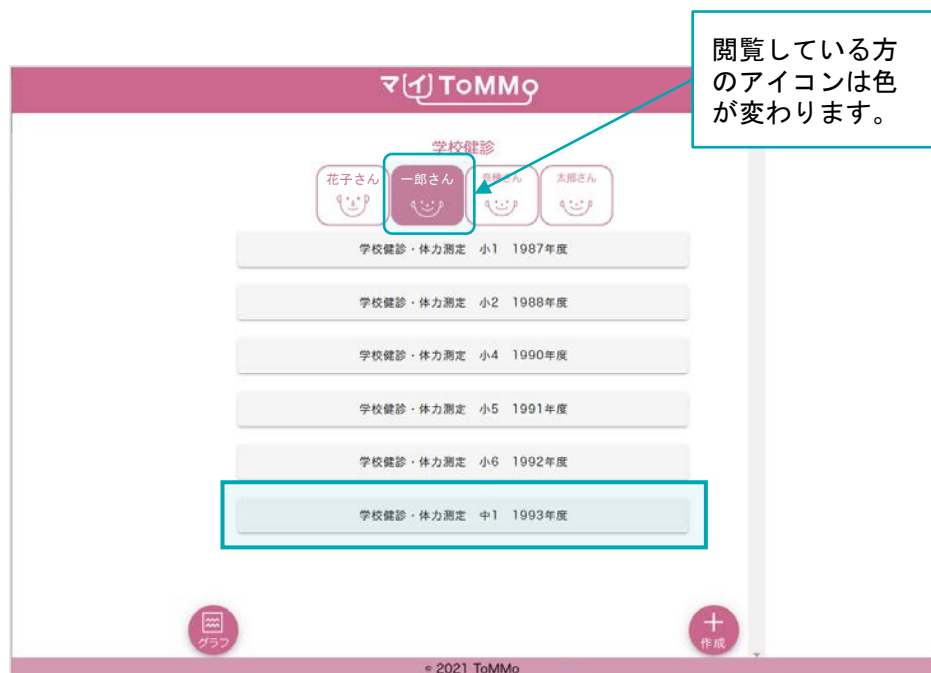 閲覧している方
のアイコンは色
が変わります。
マイToMMo
学校健診
花子さん
一郎さん
太郎さん
学校健診・体力測定 小1 1987年度
学校健診・体力測定 小2 1988年度
学校健診・体力測定 小4 1990年度
学校健診・体力測定 小5 1991年度
学校健診・体力測定 小6 1992年度
学校健診・体力測定 中1 1993年度
グラフ
作成
© 2021 ToMMo